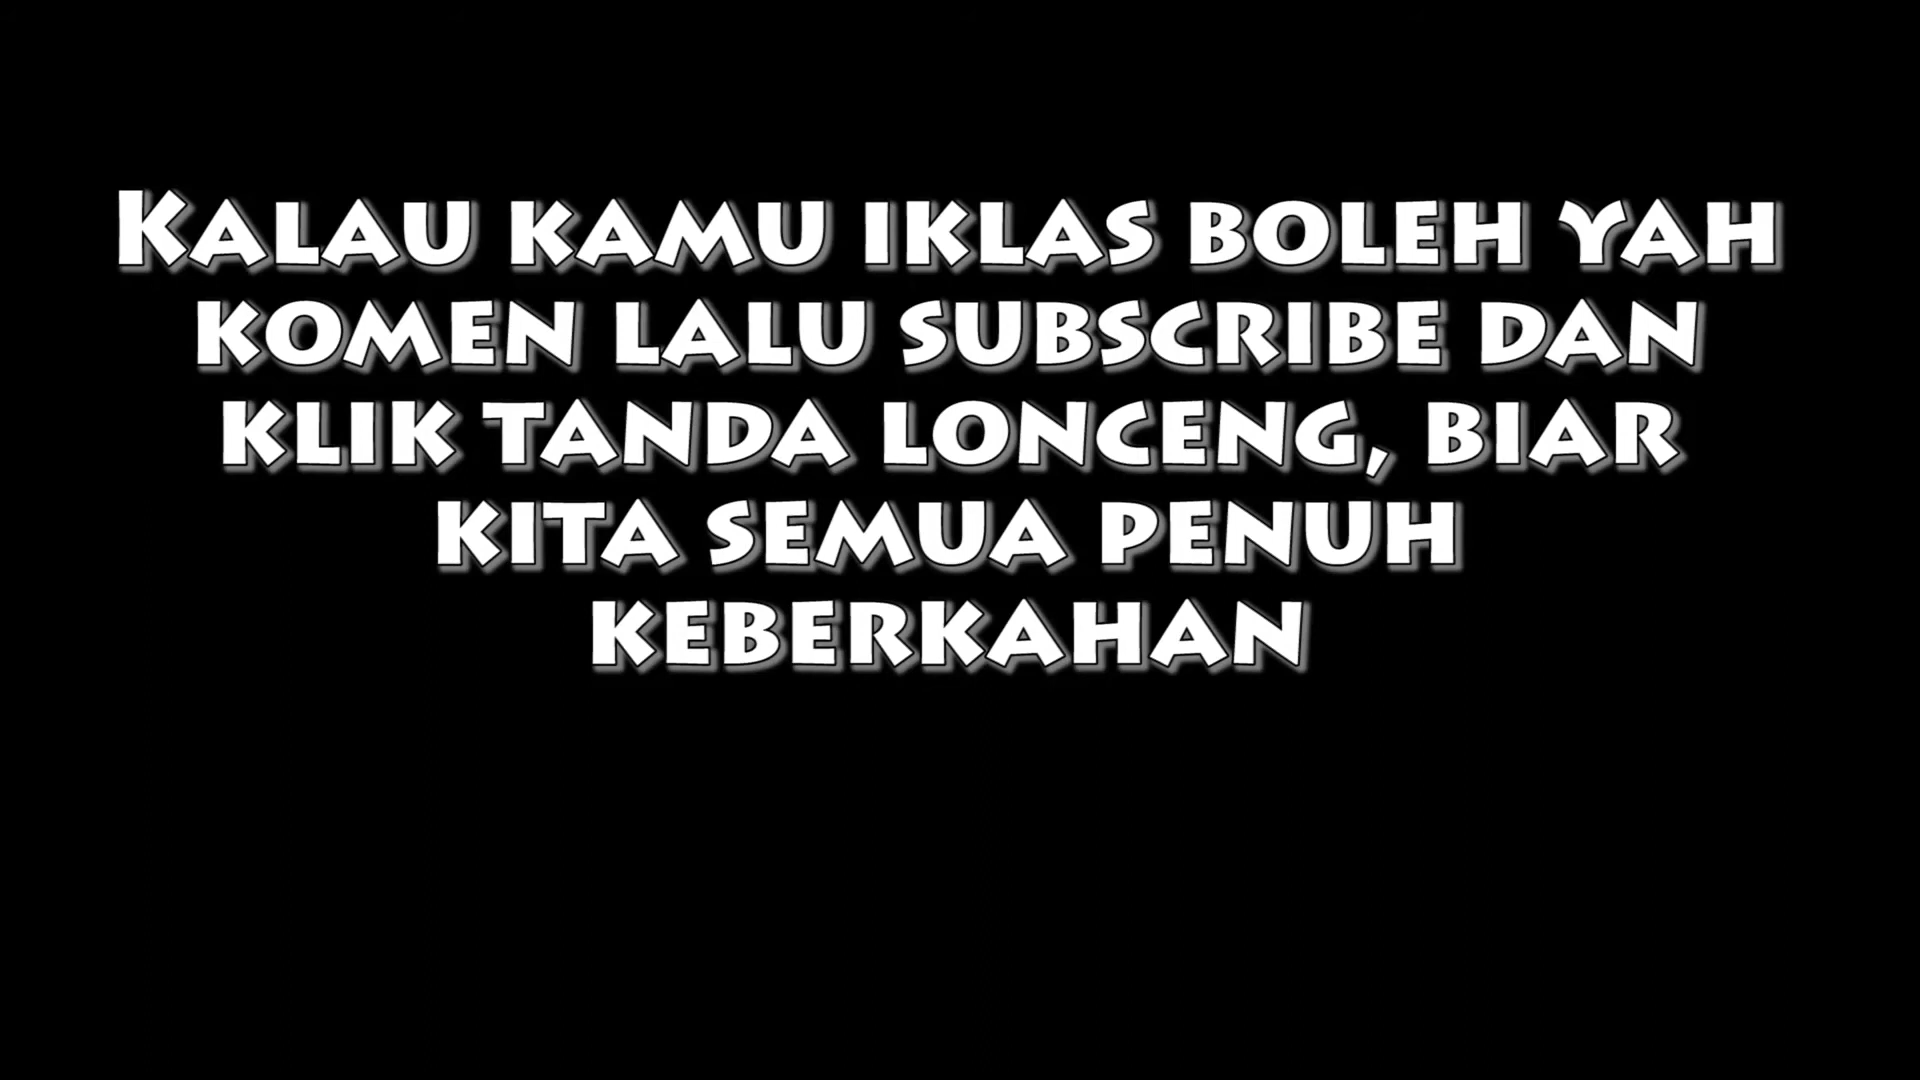 Kalau kamu iklas boleh yah
komen lalu subscribe dan
klik tanda lonceng, biar
kita semua penuh
keberkahan